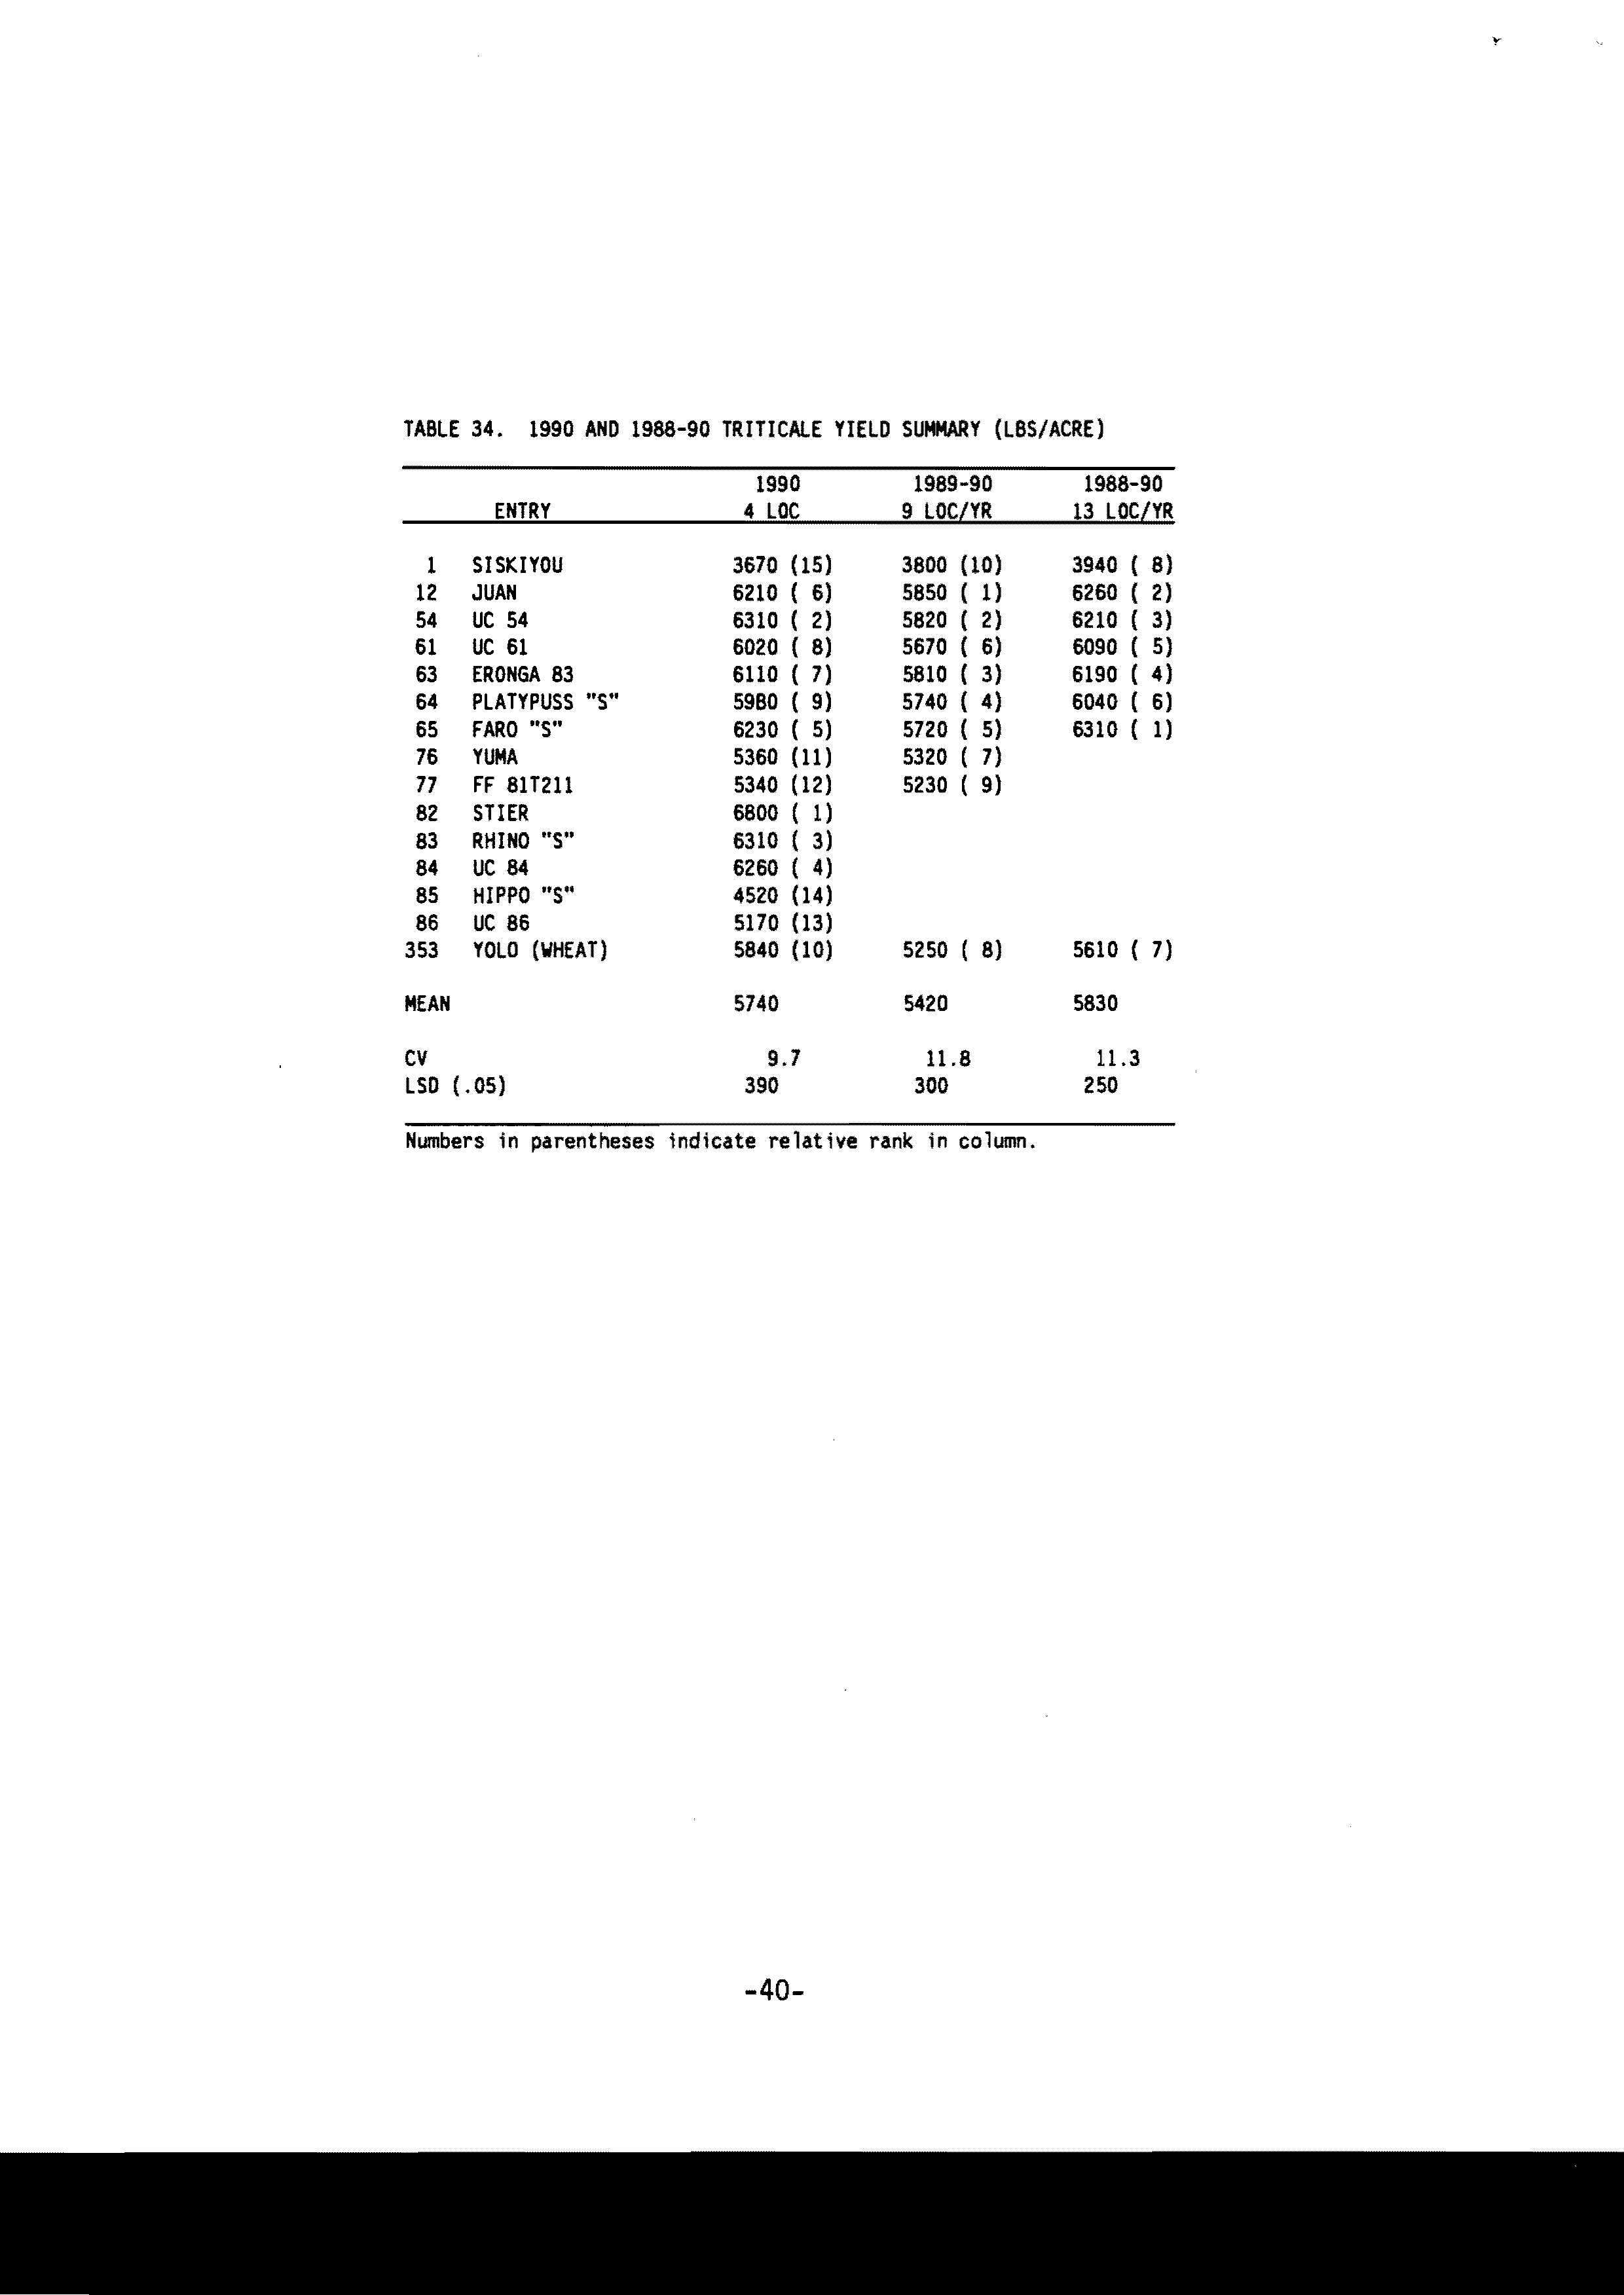 TABLE 34. 1990 AND 1988-90 TRITICALE YIELD SUMMARY (LBS/ACRE)
1990 1989-90 1988-90
ENTRY 4 LOC 9 LOC/YR 13 LOC/YR
1 SISKIYOU 3670 (15) 3800 (10) 3940 ( 8)
12 JUAN 6210 ( 6) 5850 ( 1) 6260 ( 2)
54 UC 54 6310 ( 2) 5820 ( 2) 6210 ( 3)
61 UC 61 6020 ( 8) 5670 ( 6) 6090 ( 5)
63 ERONGA 83 6110 ( 7) 5810 ( 3) 6190 ( 4)
64 PLATYPUSS "S" 5980 ( 9) 5740 ( 4) 6040 ( 6)
65 FARO "S" 6230 ( 5) 5720 ( 5) 6310 ( 1)
76 YUMA 5360 (11) 5320 ( 7)
77 FF 81T211 5340 (12) 5230 ( 9)
82 STIER 6800 ( 1)
83 RHINO "S" 6310 ( 3)
84 UC 84 6260 ( 4)
85 HIPPO "S" 4520 (14)
86 UC 86 5170 (13)
353 YOLO (WHEAT) 5840 (10) 5250 ( 8) 5610 ( 7)
MEAN 5740 5420 5830
CV 9.7 11.8 11.3
LSD (.05) 390 300 250
Numbers in parentheses indicate relative rank in column.
-40-